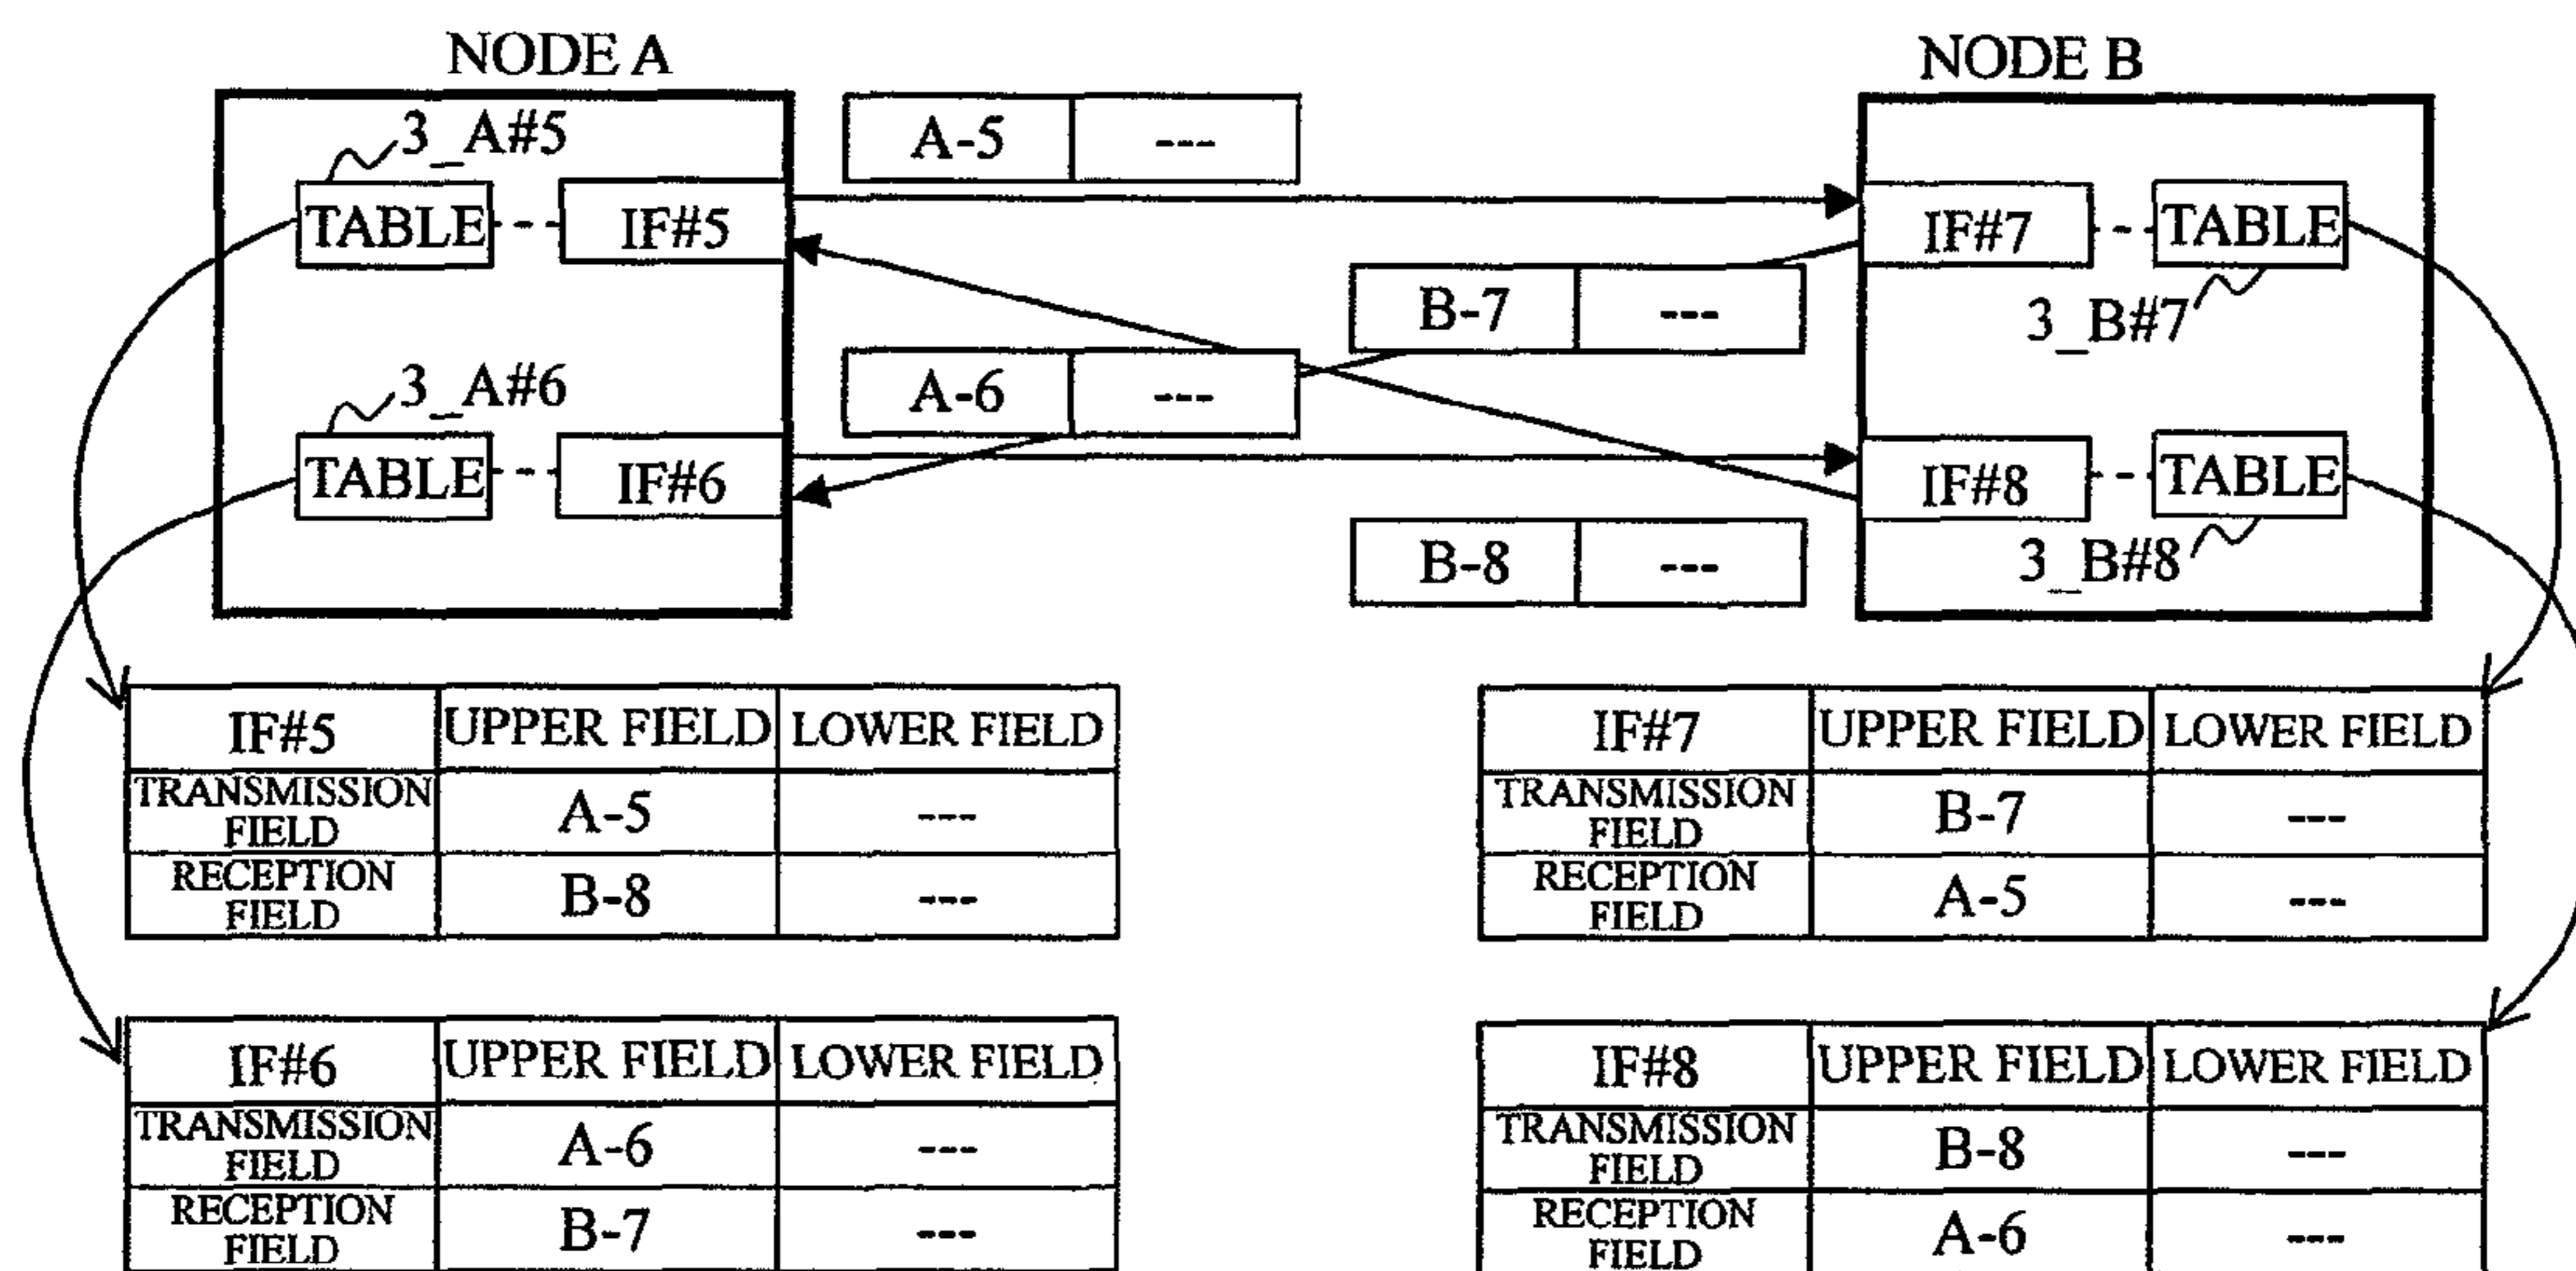 NODE A
NODE B
3_A#5
A-5 ---
TABLE -- IF#5
IF#7 -- TABLE
B-7 ---
3_B#7
3_A#6
A-6 ---
TABLE -- IF#6
IF#8 -- TABLE
B-8 ---
3_B#8
IF#5 UPPER FIELD LOWER FIELD
TRANSMISSION
FIELD
A-5 ---
RECEPTION
FIELD
B-8 ---
IF#7 UPPER FIELD LOWER FIELD
TRANSMISSION
FIELD
B-7 ---
RECEPTION
FIELD
A-5 ---
IF#6 UPPER FIELD LOWER FIELD
TRANSMISSION
FIELD
A-6 ---
RECEPTION
FIELD
B-7 ---
IF#8 UPPER FIELD LOWER FIELD
TRANSMISSION
FIELD
B-8 ---
RECEPTION
FIELD
A-6 ---